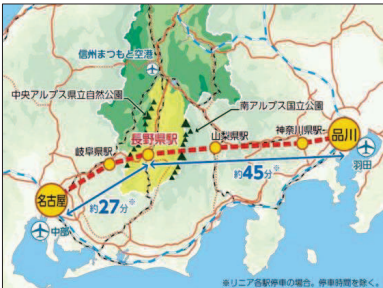 信州まつもと空港
中央アルプス県立自然公園
南アルプス国立公園
長野県駅
岐阜県駅
山梨県駅
神奈川県駅
品川
羽田
名古屋
中部
約27分※
約45分※
※リニア各駅停車の場合。停車時間を除く。